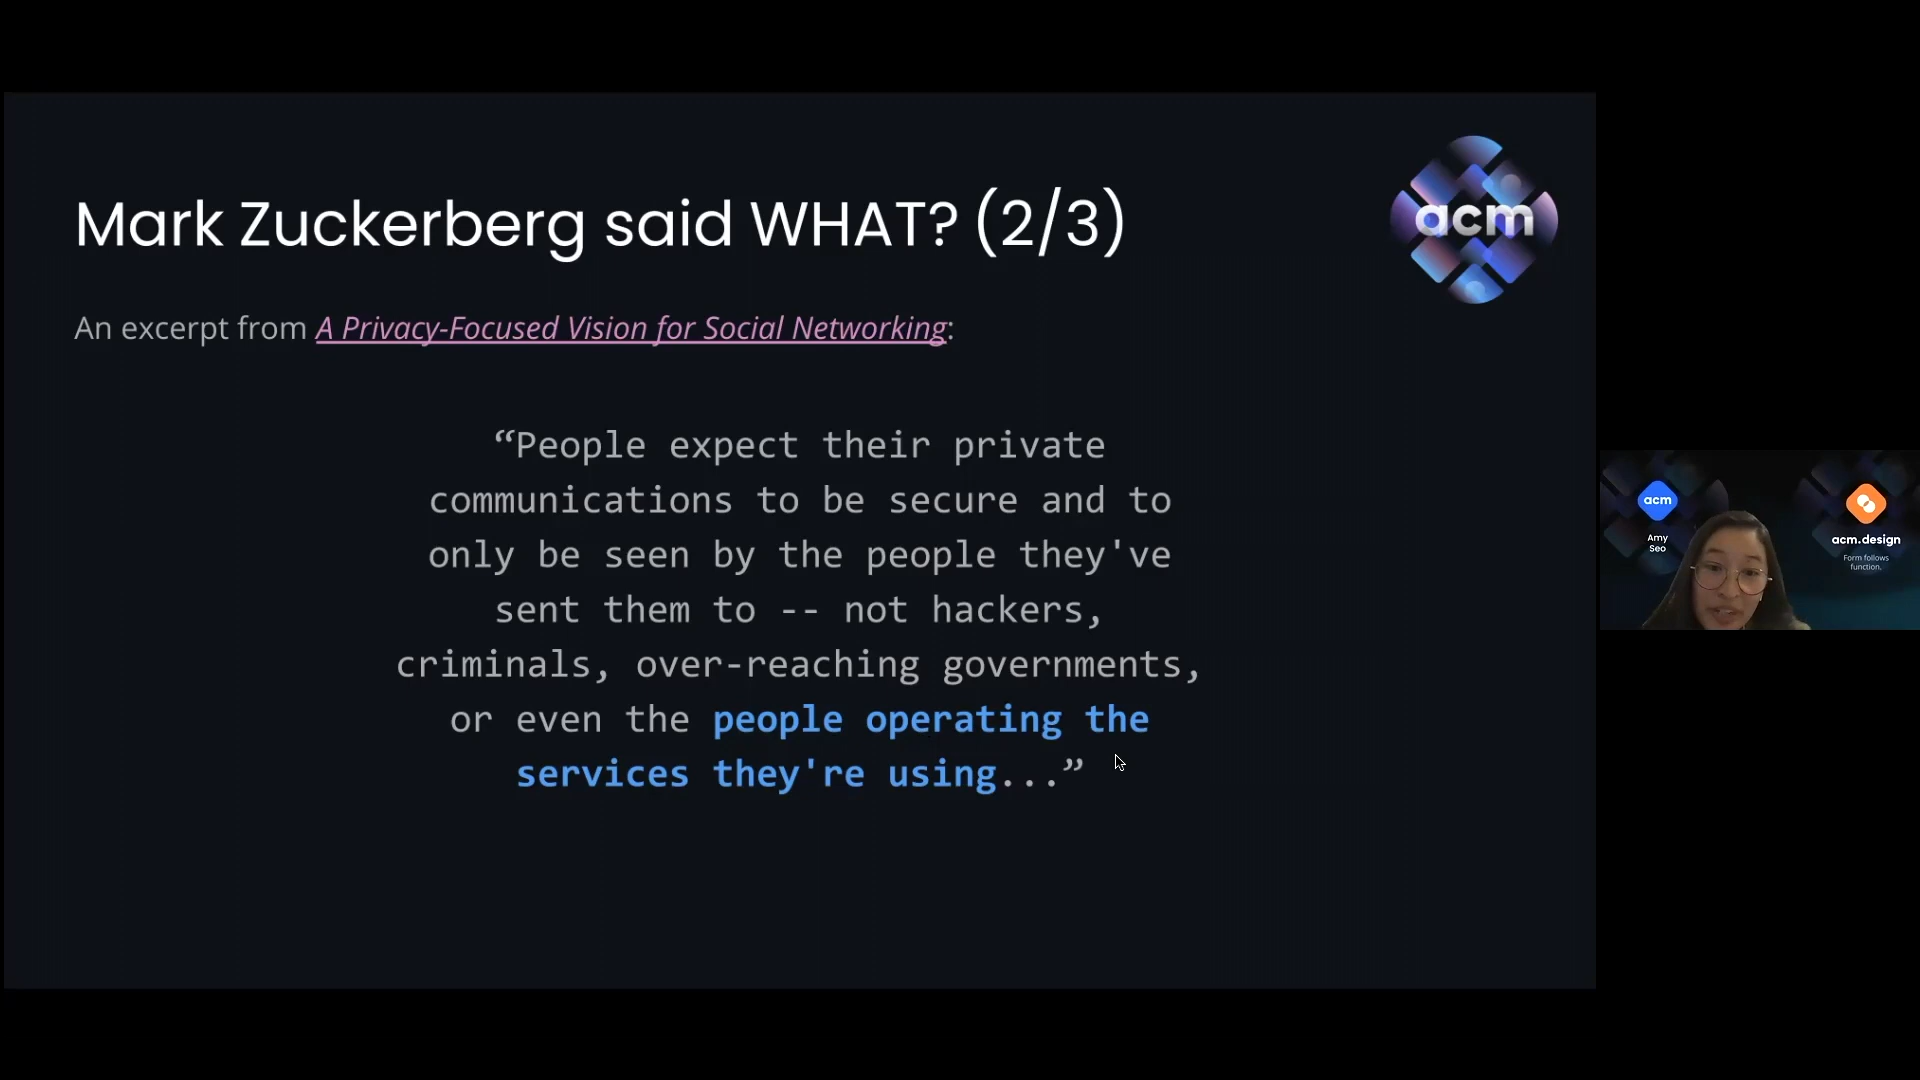 Mark Zuckerberg said WHAT? (2/3)
acm
An excerpt from A Privacy-Focused Vision for Social Networking:
“People expect their private
communications to be secure and to
only be seen by the people they've
sent them to -- not hackers,
criminals, over-reaching governments,
or even the people operating the
services they're using...”
acm
Amy
Seo
acm.design
Form follows
function.